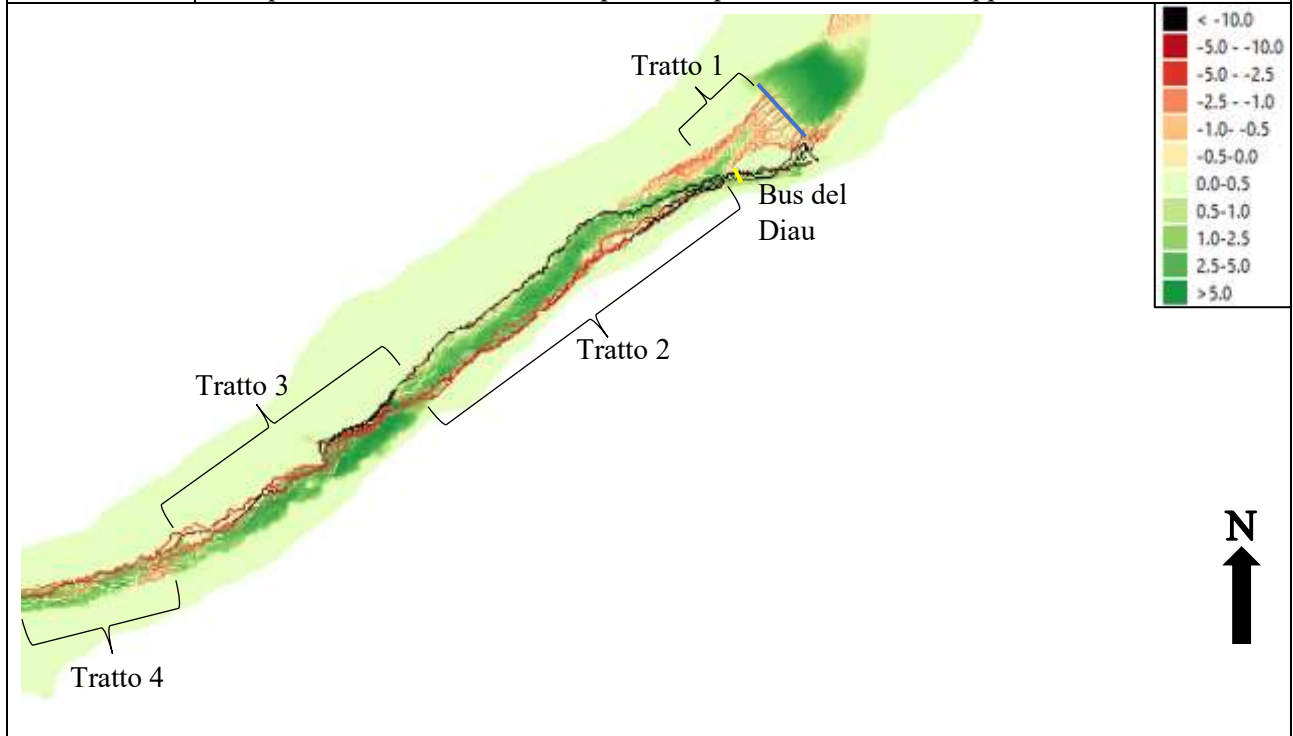 < -10.0
-5.0 - -10.0
-5.0 - -2.5
-2.5 - -1.0
-1.0- -0.5
-0.5-0.0
0.0-0.5
0.5-1.0
1.0-2.5
2.5-5.0
>5.0
Tratto 1
Bus del
Diau
Tratto 2
Tratto 3
Tratto 4
N